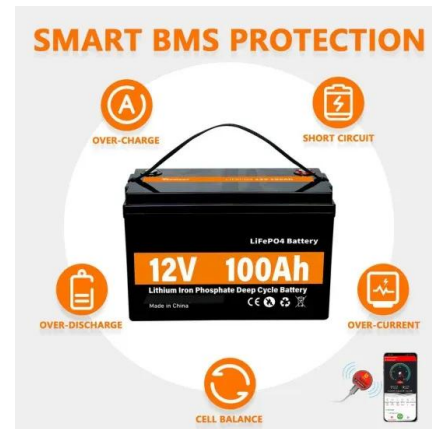 SMART BMS PROTECTION
OVER-CHARGE
SHORT CIRCUIT
LiFePO4 Battery
12V 100Ah
Lithium Iron Phosphate Deep Cycle Battery
Made in China
CE
OVER-DISCHARGE
OVER-CURRENT
CELL BALANCE